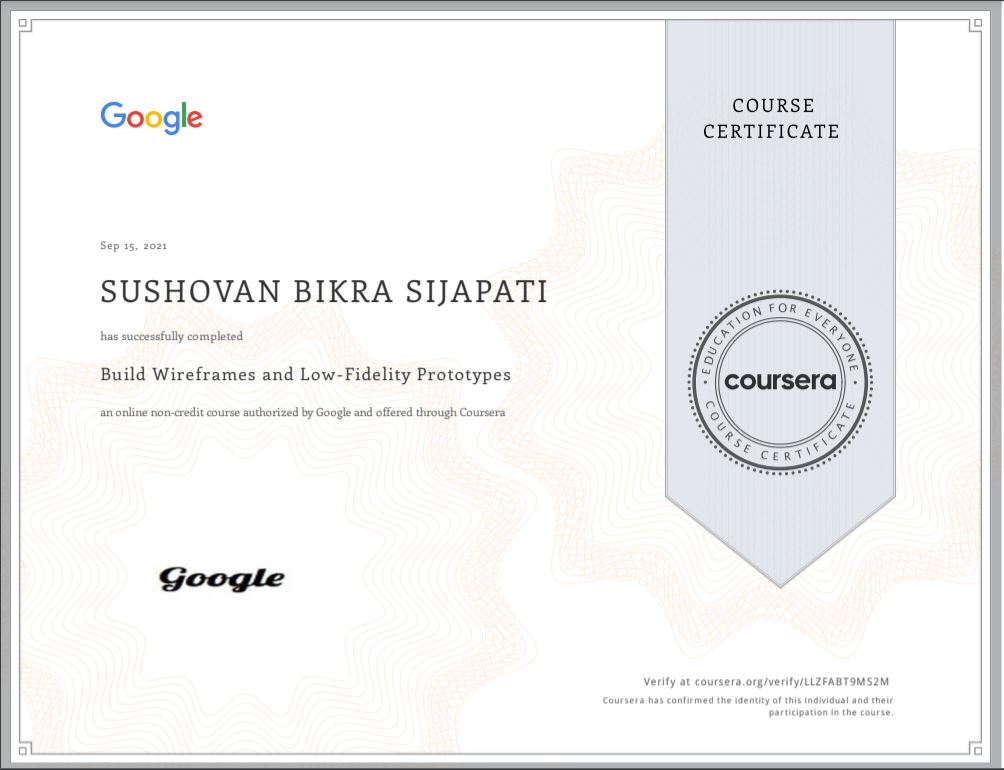 Google
COURSE
CERTIFICATE
Sep 15, 2021
SUSHOVAN BIKRA SIJAPATI
has successfully completed
Build Wireframes and Low-Fidelity Prototypes
an online non-credit course authorized by Google and offered through Coursera
EDUCATION FOR EVERYONE
coursera
COURSE CERTIFICATE
Google
Verify at coursera.org/verify/LLZFABT9MS2M
Coursera has confirmed the identity of this individual and their
participation in the course.